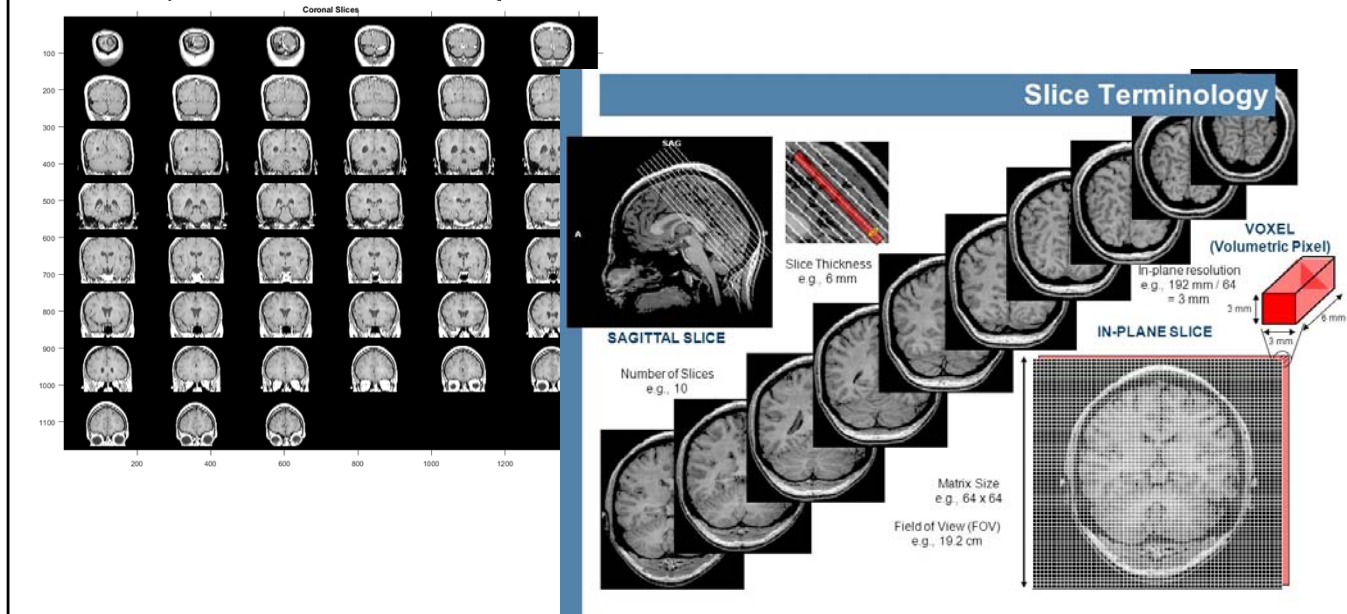 Coronal Slices
100
200
300
400
500
600
700
800
900
1000
1100
200
400
600
800
1000
1200
Slice Terminology
SAG
A
P
Slice Thickness
e.g., 6 mm
SAGITTAL SLICE
Number of Slices
e.g., 10
VOXEL
(Volumetric Pixel)
In-plane resolution
e.g., 192 mm / 64
= 3 mm
3 mm
6 mm
3 mm
IN-PLANE SLICE
Matrix Size
e.g., 64 x 64
Field of View (FOV)
e.g., 19.2 cm